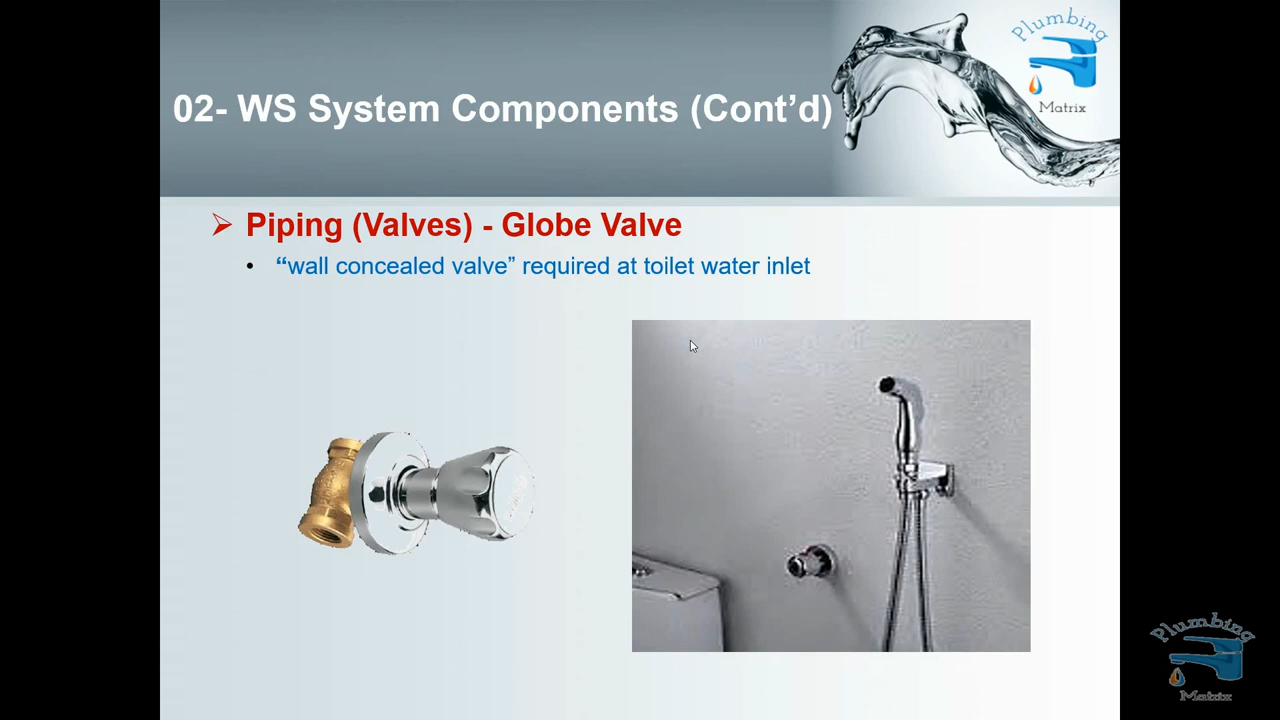 Plumbing
Matrix
02- WS System Components (Cont’d)
Piping (Valves) - Globe Valve
“wall concealed valve” required at toilet water inlet
Plumbing
Matrix